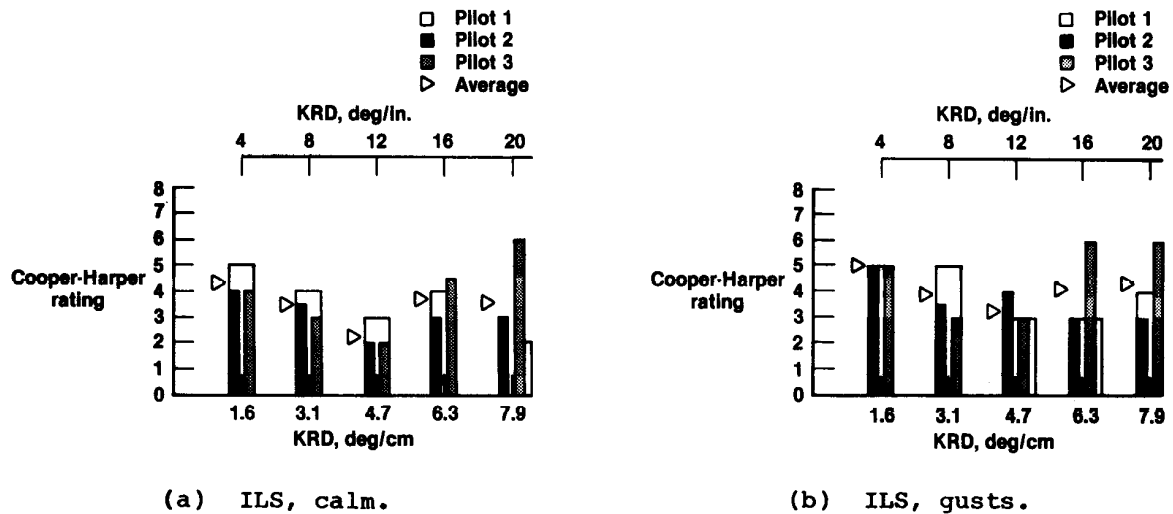 Pilot 1
Pilot 2
Pilot 3
Average
KRD, deg/in.
4 8 12 16 20
8
7
6
5
4
3
2
1
0
Cooper-Harper
rating
1.6 3.1 4.7 6.3 7.9
KRD, deg/cm
(a) ILS, calm.
Pilot 1
Pilot 2
Pilot 3
Average
KRD, deg/in.
4 8 12 16 20
8
7
6
5
4
3
2
1
0
Cooper-Harper
rating
1.6 3.1 4.7 6.3 7.9
KRD, deg/cm
(b) ILS, gusts.